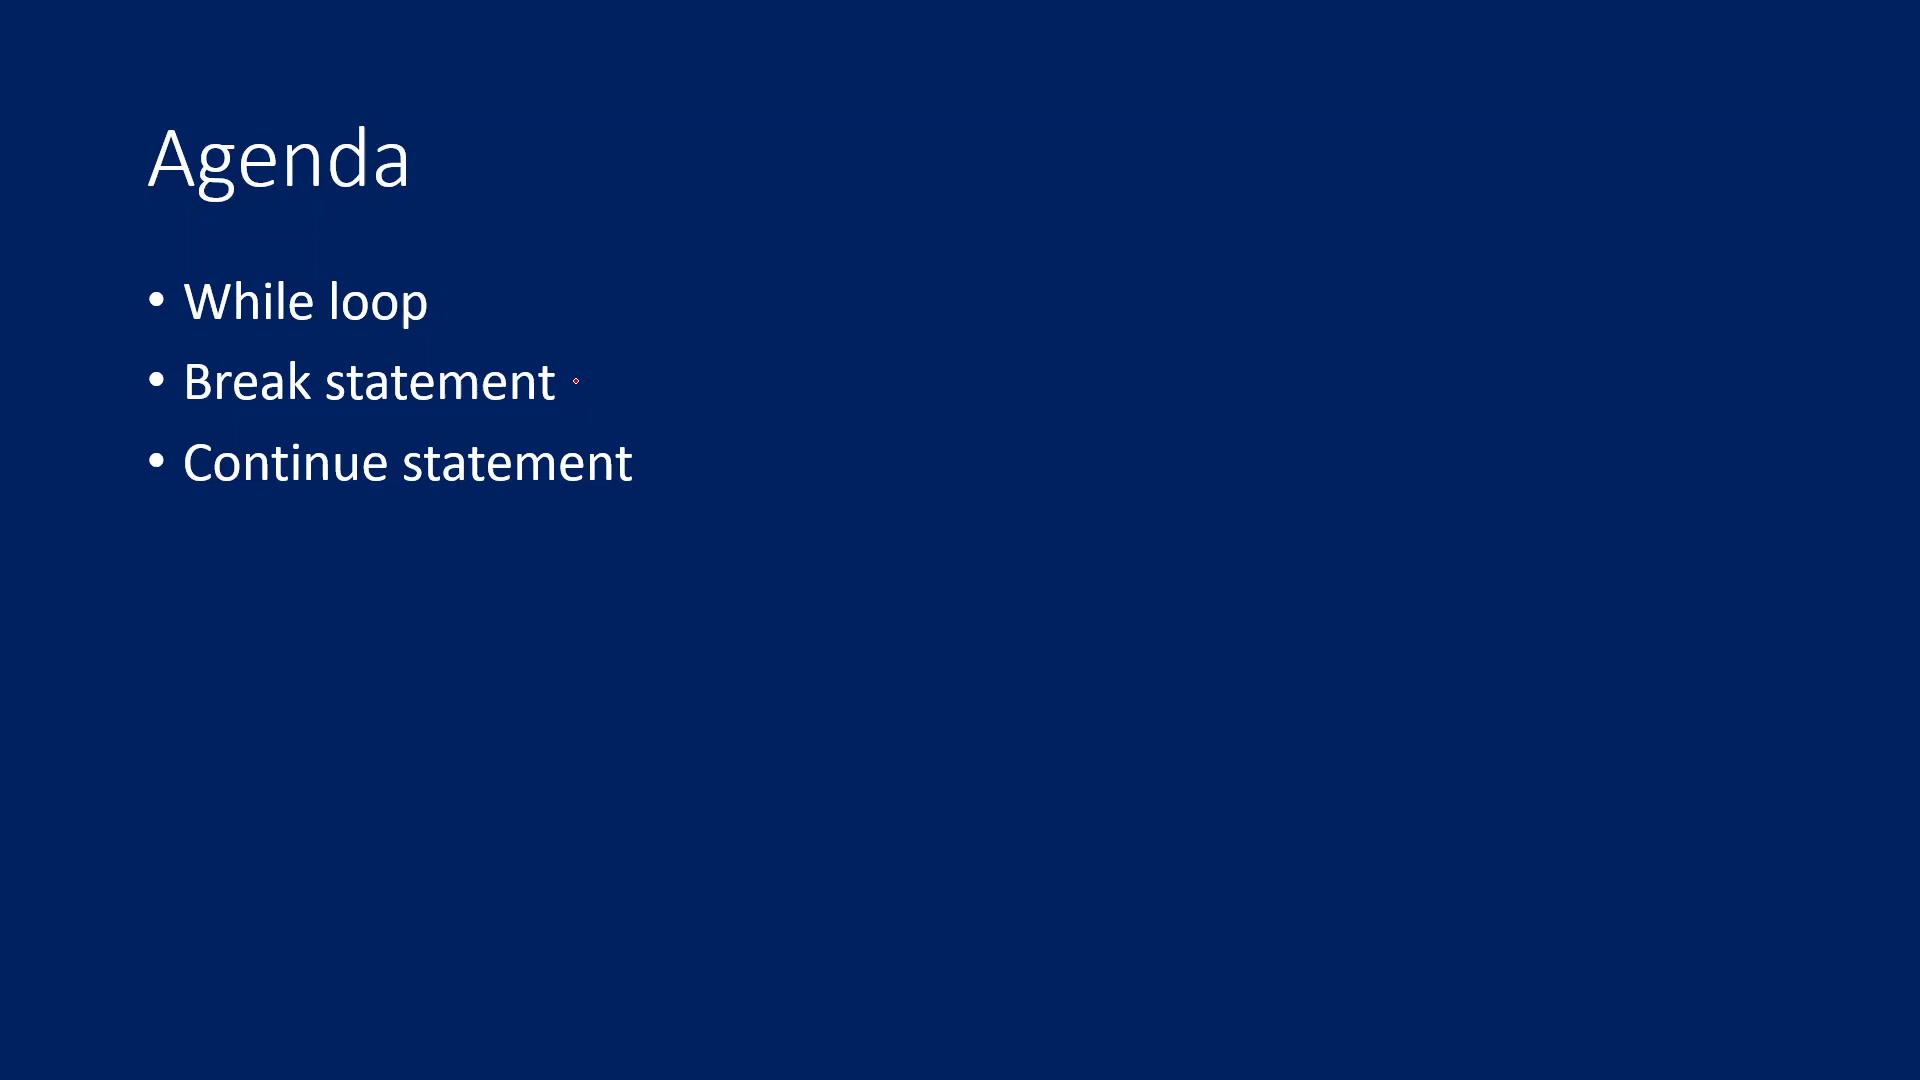 Agenda
• While loop
• Break statement
• Continue statement